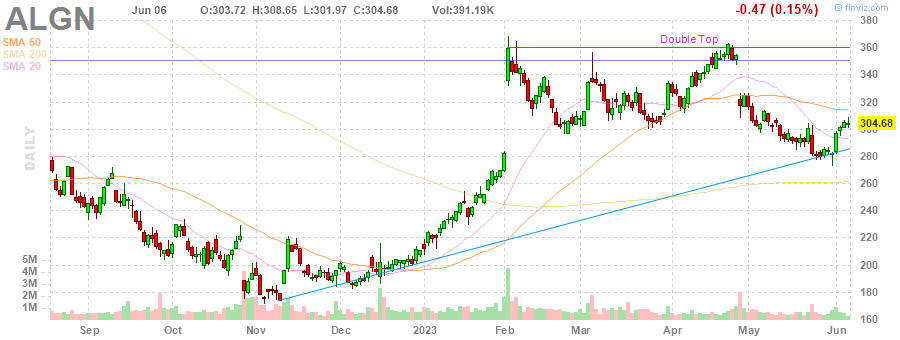 ALGN Jun 06 O:303.72 H:308.65 L:301.97 C:304.68 Vol:391.19K -0.47 (0.15%)
© finviz.com
SMA 50
SMA 200
SMA 20
Double Top
DAILY
380
360
340
320
304.68
300
280
260
240
220
200
180
160
5M
4M
3M
2M
1M
Sep Oct Nov Dec 2023 Feb Mar Apr May Jun